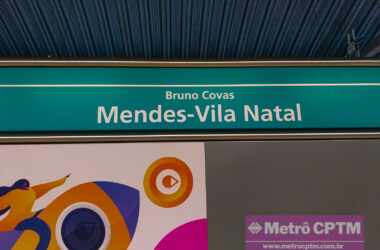 Bruno Covas
Mendes-Vila Natal
Metrô CPTM
www.metrocptm.com.br